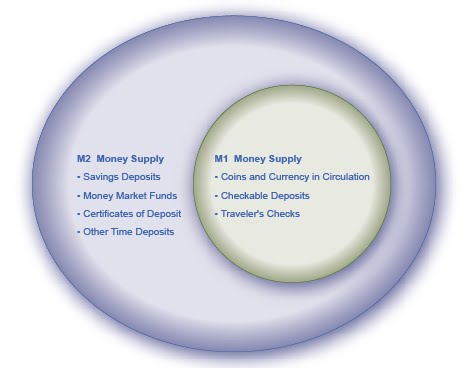 M2 Money Supply
• Savings Deposits
• Money Market Funds
• Certificates of Deposit
• Other Time Deposits
M1 Money Supply
• Coins and Currency in Circulation
• Checkable Deposits
• Traveler's Checks